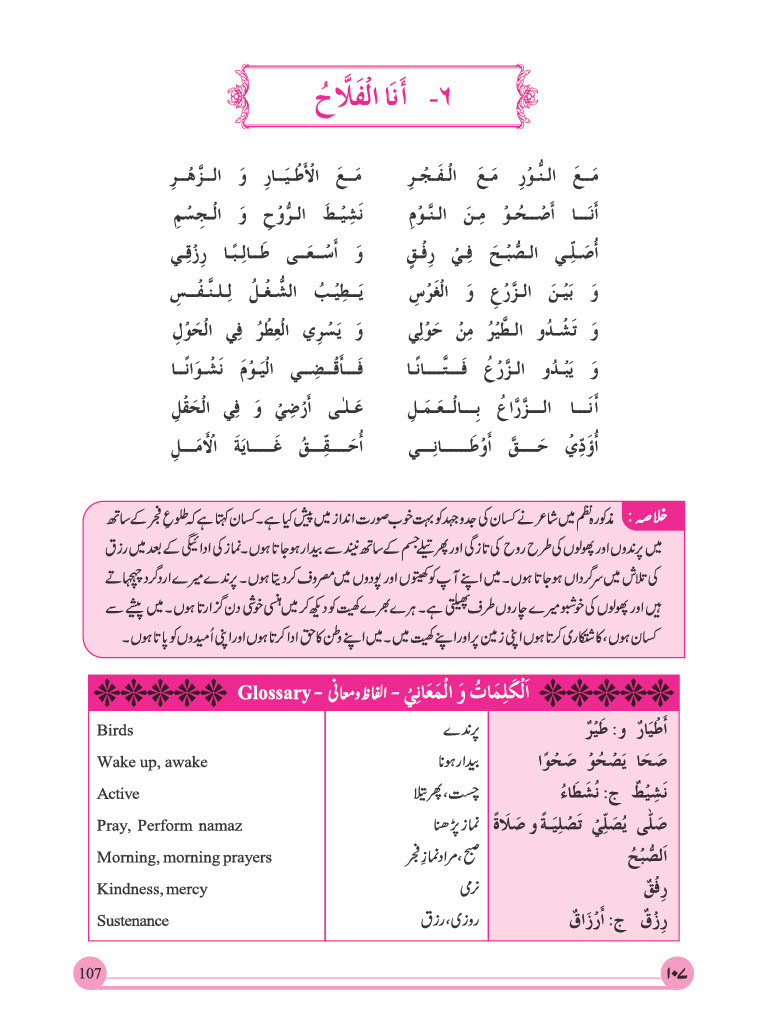 ٦- أَنَا الْفَلَّاحُ
مَعَ النُّوْرِ مَعَ الْفَجْرِ مَعَ الْأَطْيَارِ وَ الزَّهْرِ
أَنَا أَصْحُوْ مِنَ النَّوْمِ نَشِيْطَ الرُّوْحِ وَ الْجِسْمِ
أُصَلِّي الصُّبْحَ فِيْ رِفْقٍ وَ أَسْعَى طَالِبًا رِزْقِي
وَ بَيْنَ الزَّرْعِ وَ الْغَرْسِ يَطِيْبُ الشُّغْلُ لِلنَّفْسِ
وَ تَشْدُو الطَّيْرُ مِنْ حَوْلِي وَ يَسْرِي الْعِطْرُ فِي الْحَوْلِ
وَ يَبْدُو الزَّرْعُ فَتَّانًا فَأَقْضِي الْيَوْمَ نَشْوَانًا
أَنَا الزَّرَّاعُ بِالْعَمَلِ عَلٰى أَرْضِيْ وَ فِي الْحَقْلِ
أُؤَدِّيْ حَقَّ أَوْطَانِي أُحَقِّقُ غَايَةَ الْأَمَلِ
خلاصہ: مذکورہ نظم میں شاعر نے کسان کی جدوجہد کو بہت خوب صورت انداز میں پیش کیا ہے۔ کسان کہتا ہے کہ طلوعِ فجر کے ساتھ
میں پرندوں اور پھولوں کی طرح روح کی تازگی اور پھرتیلے جسم کے ساتھ نیند سے بیدار ہوجاتا ہوں۔ نماز کی ادائیگی کے بعد میں رزق
کی تلاش میں سرگرداں ہوجاتا ہوں۔ میں اپنے آپ کو کھیتوں اور پودوں میں مصروف کردیتا ہوں۔ پرندے میرے اردگرد چہچہاتے
ہیں اور پھولوں کی خوشبو میرے چاروں طرف پھیلتی ہے۔ ہرے بھرے کھیت کو دیکھ کر میں ہنسی خوشی دن گزارتا ہوں۔ میں پیشے سے
کسان ہوں، کاشتکاری کرتا ہوں اپنی زمین پر اور اپنے کھیت میں۔ میں اپنے وطن کا حق ادا کرتا ہوں اور اپنی اُمیدوں کو پاتا ہوں۔
اَلْكَلِمَاتُ وَ الْمَعَانِيْ - الفاظ و معانی - Glossary
أَطْيَارٌ و: طَيْرٌ پرندے Birds
صَحَا يَصْحُوْ صَحْوًا بیدار ہونا Wake up, awake
نَشِيْطٌ ج: نُشَطَاءُ چست، پھرتیلا Active
صَلّٰى يُصَلِّيْ تَصْلِيَةً و صَلَاةً نماز پڑھنا Pray, Perform namaz
اَلصُّبْحُ صبح، مراد نمازِ فجر Morning, morning prayers
رِفْقٌ نرمی Kindness, mercy
رِزْقٌ ج: أَرْزَاقٌ روزی، رزق Sustenance
107 ۱۰۷